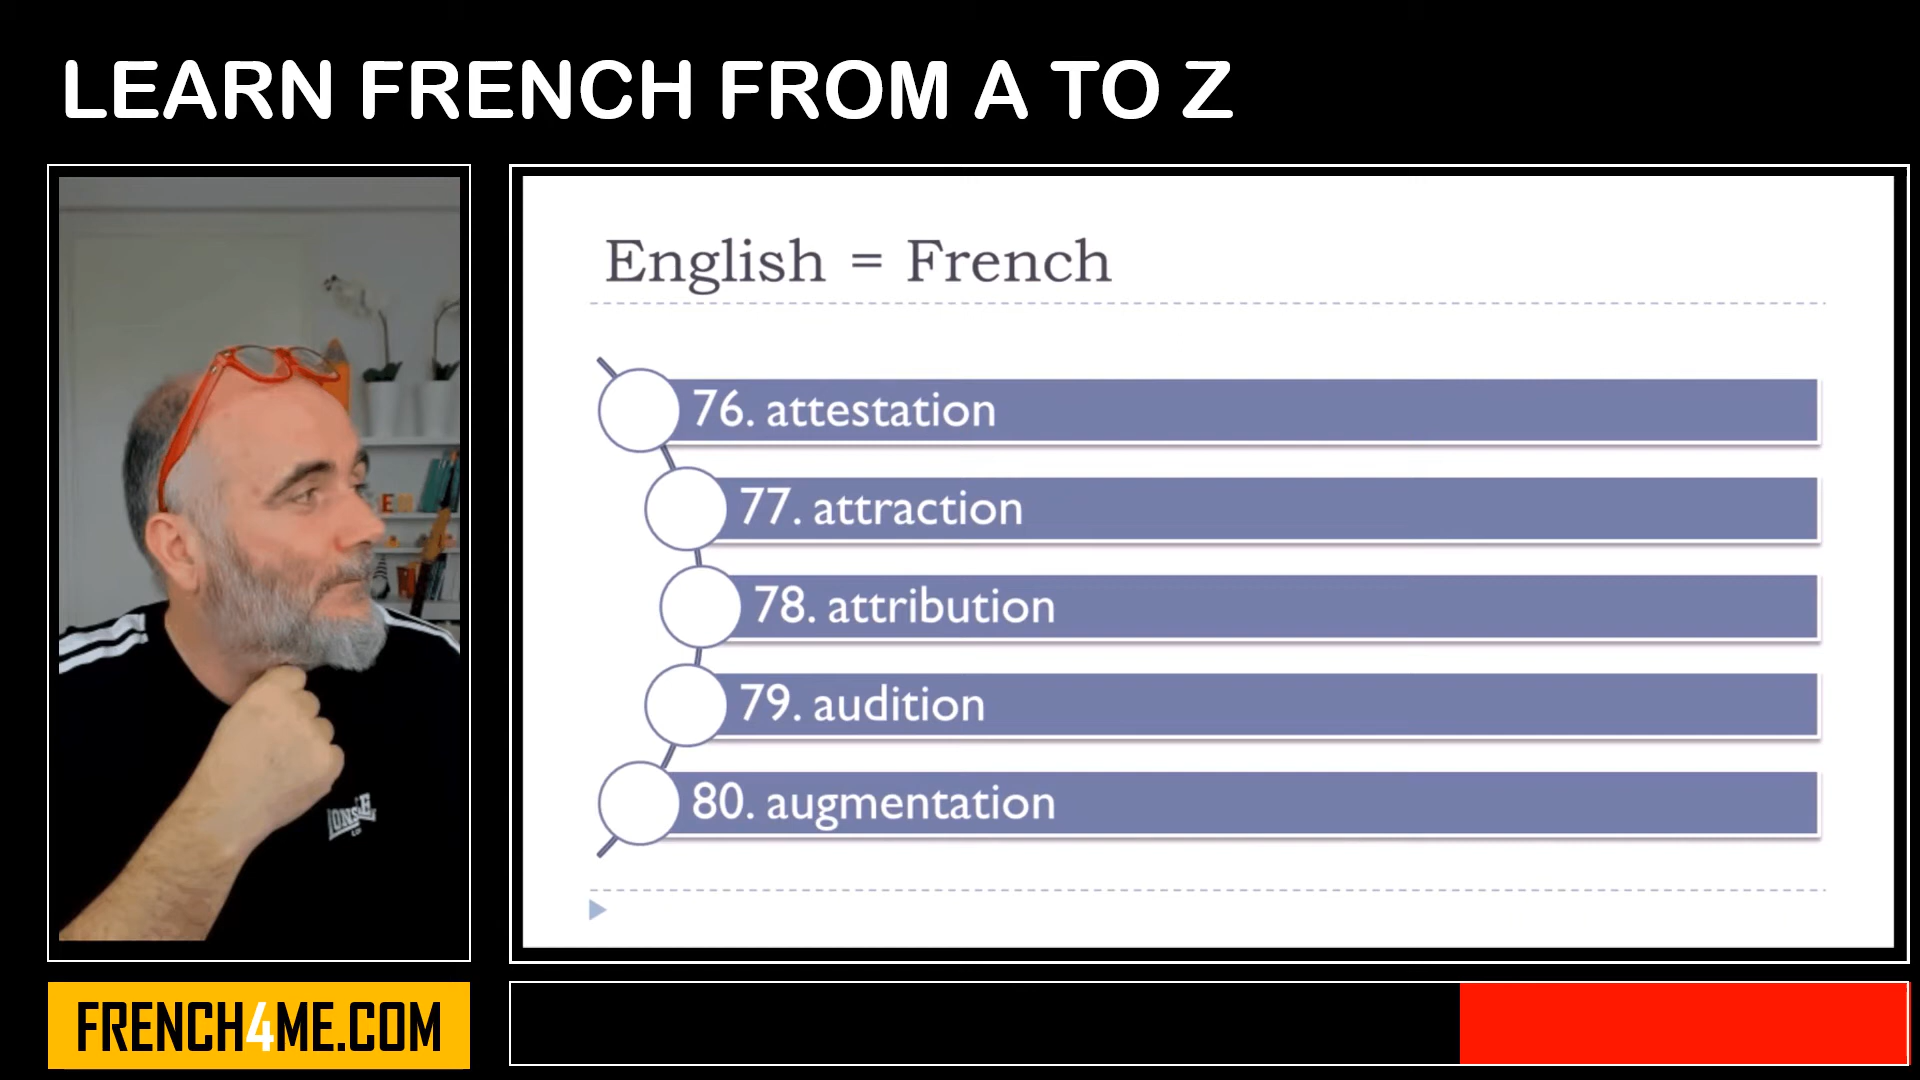 LEARN FRENCH FROM A TO Z
English = French
76. attestation
77. attraction
78. attribution
79. audition
80. augmentation
FRENCH4ME.COM